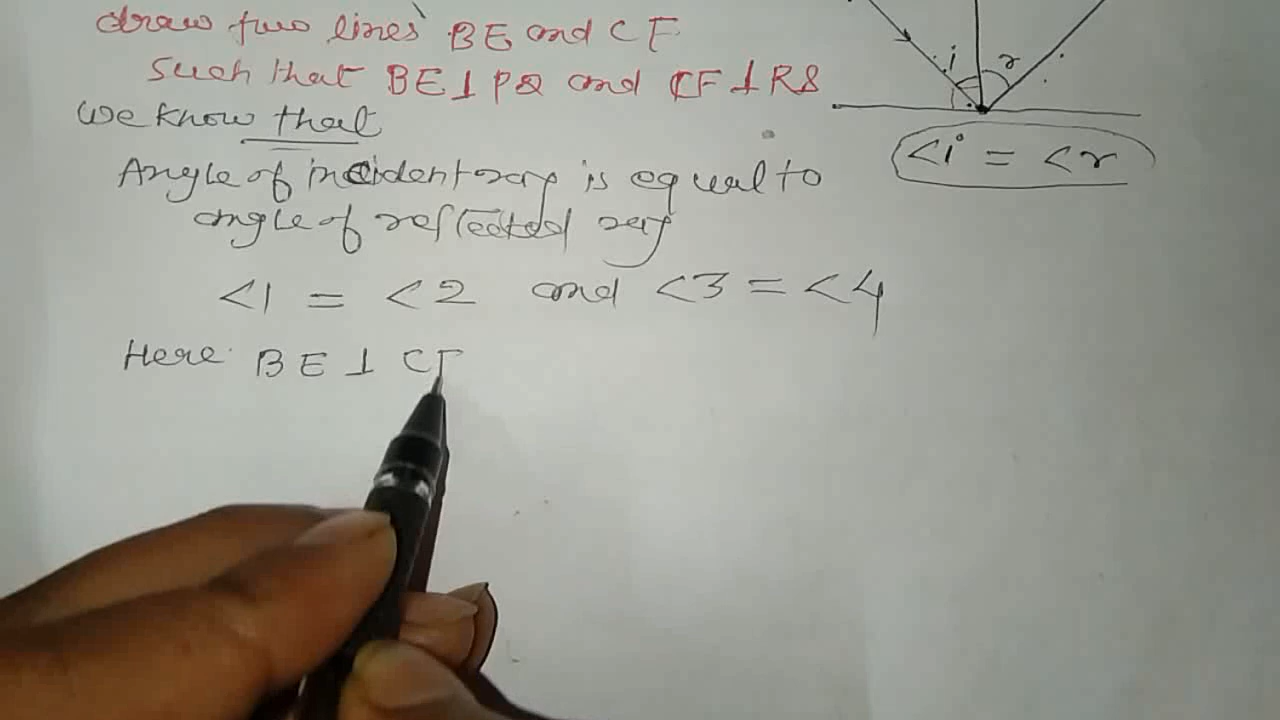 draw two lines BE and CF
such that BE⊥PQ and CF⊥RS
we know that
Angle of incident ray is equal to
angle of reflected ray
<1 = <2 and <3 = <4
Here BE ⊥ CF
i r
<i = <r